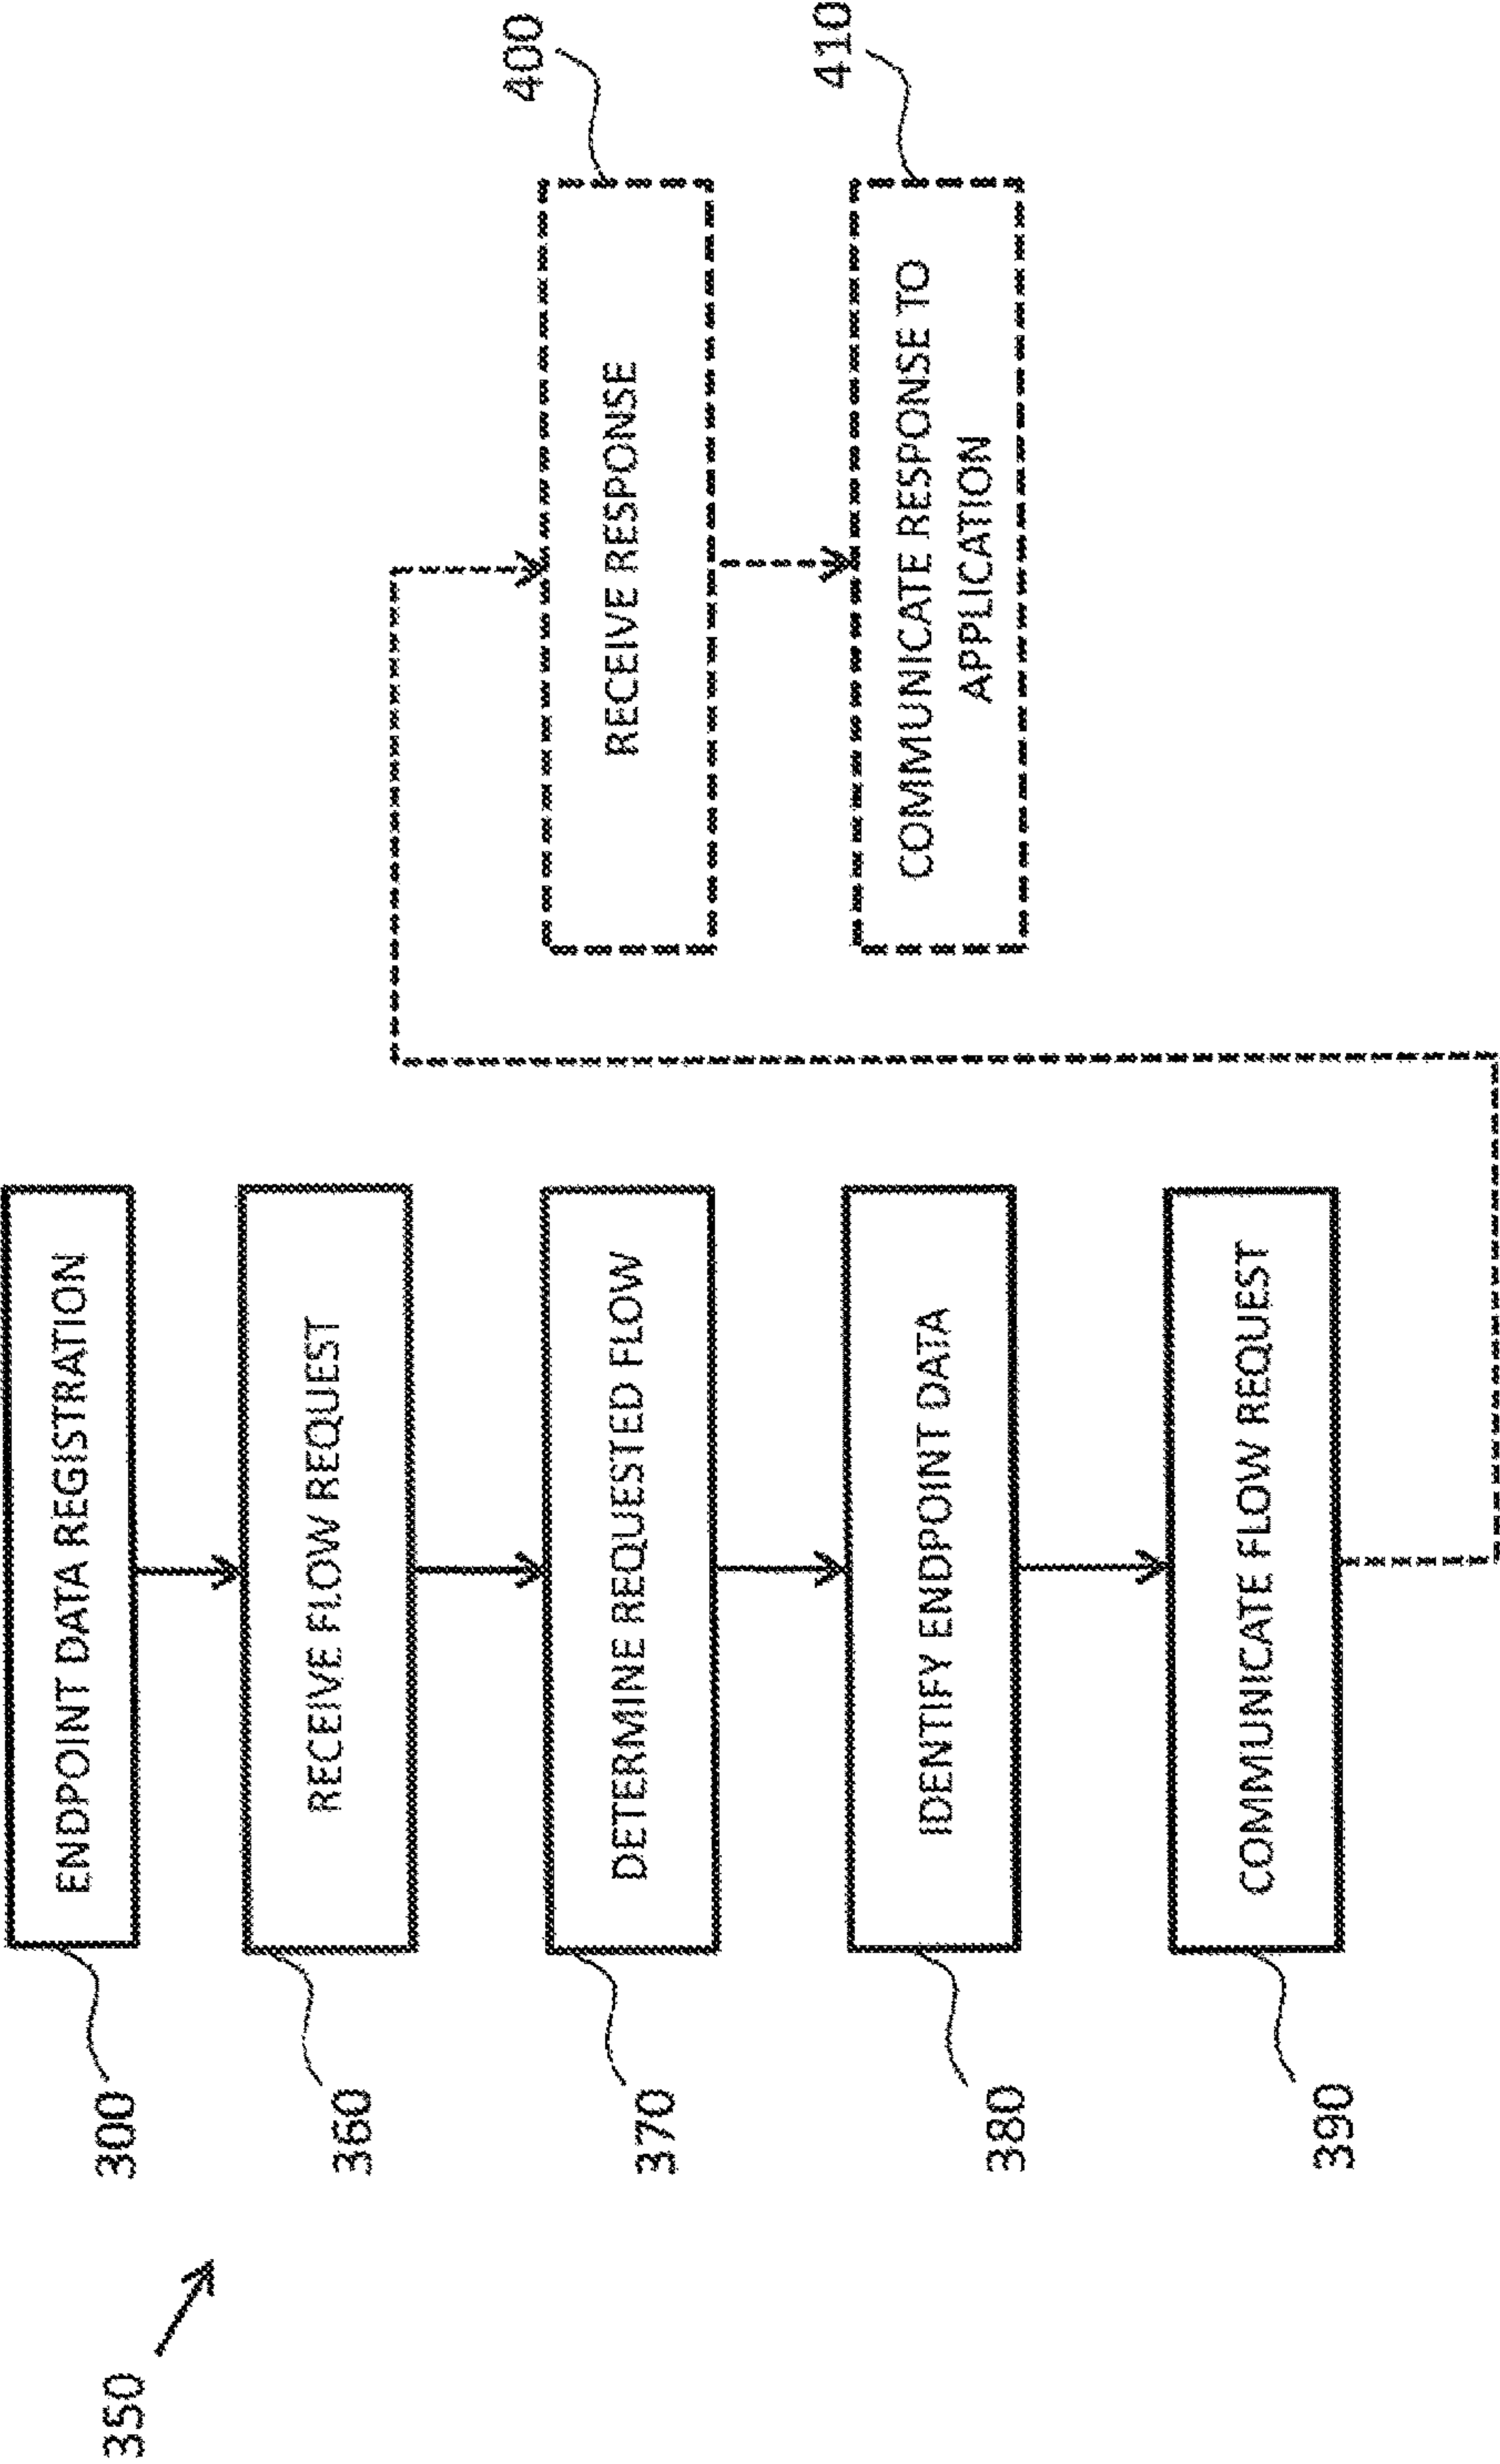 350
300
ENDPOINT DATA REGISTRATION
360
RECEIVE FLOW REQUEST
370
DETERMINE REQUESTED FLOW
380
IDENTIFY ENDPOINT DATA
390
COMMUNICATE FLOW REQUEST
RECEIVE RESPONSE
400
COMMUNICATE RESPONSE TO
APPLICATION
410